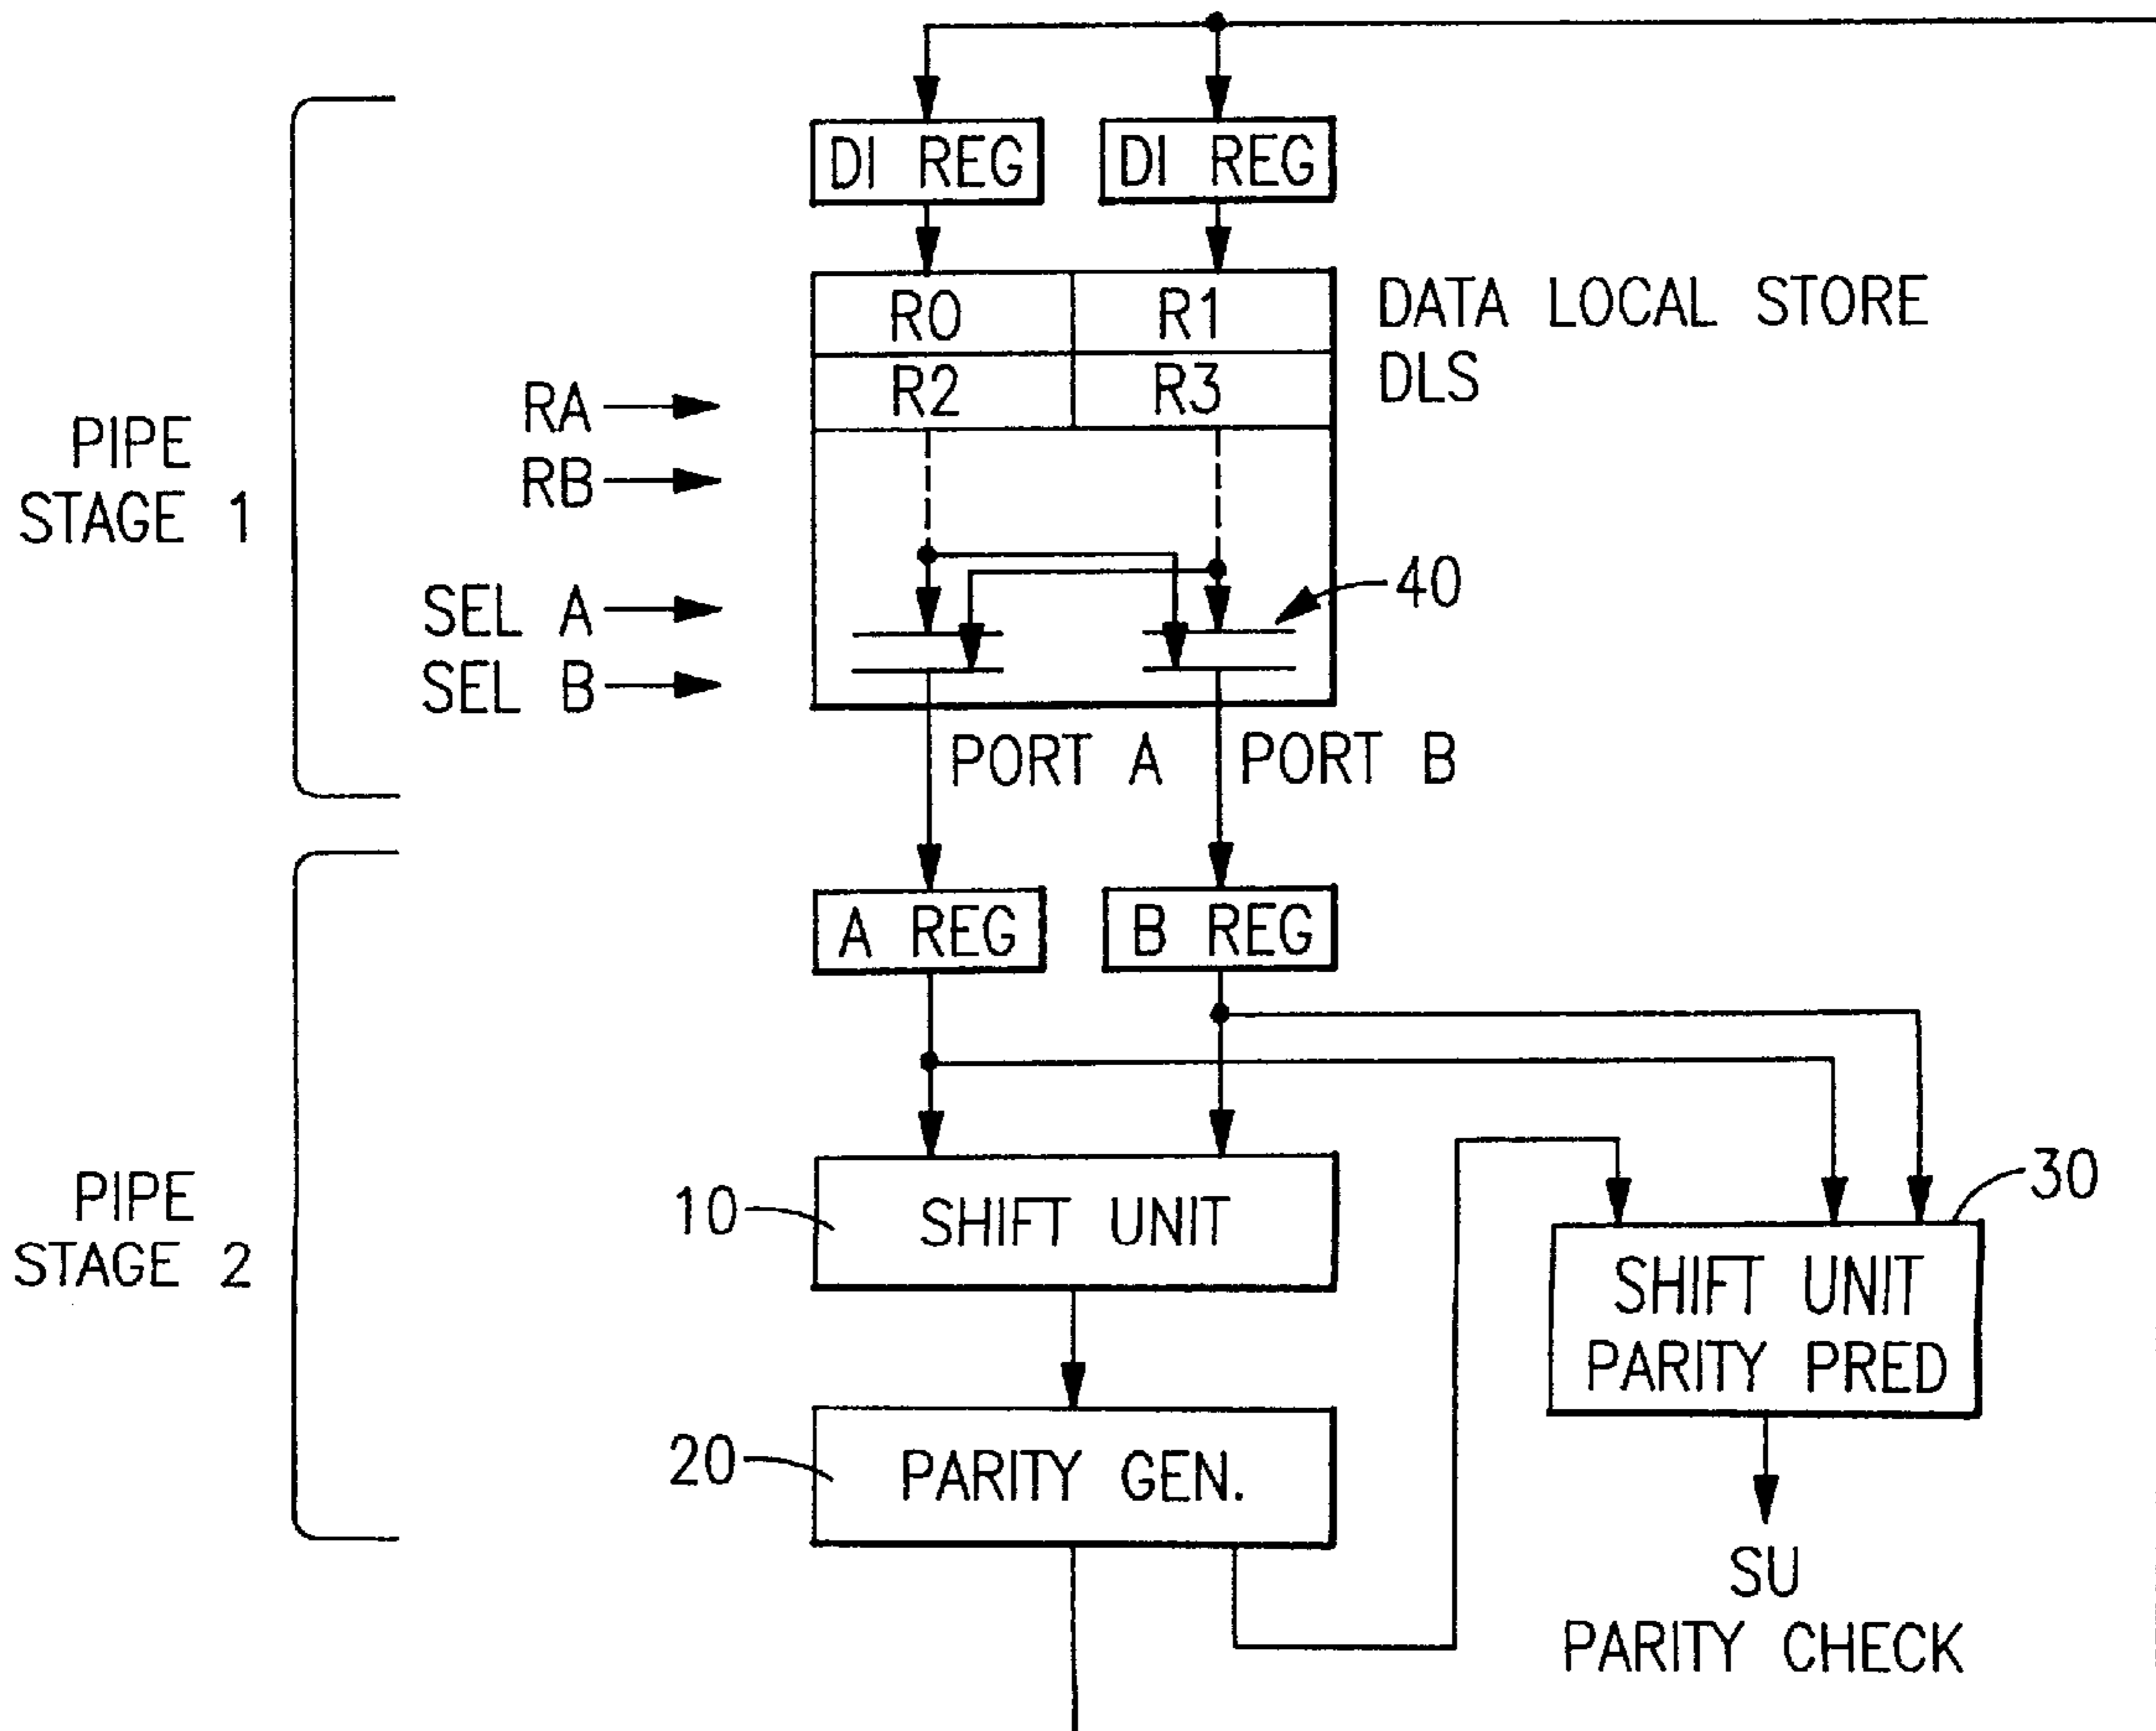 DI REG
DI REG
R0
R1
DATA LOCAL STORE
DLS
R2
R3
RA
RB
PIPE
STAGE 1
40
SEL A
SEL B
PORT A
PORT B
A REG
B REG
PIPE
STAGE 2
10
SHIFT UNIT
30
SHIFT UNIT
PARITY PRED
20
PARITY GEN.
SU
PARITY CHECK